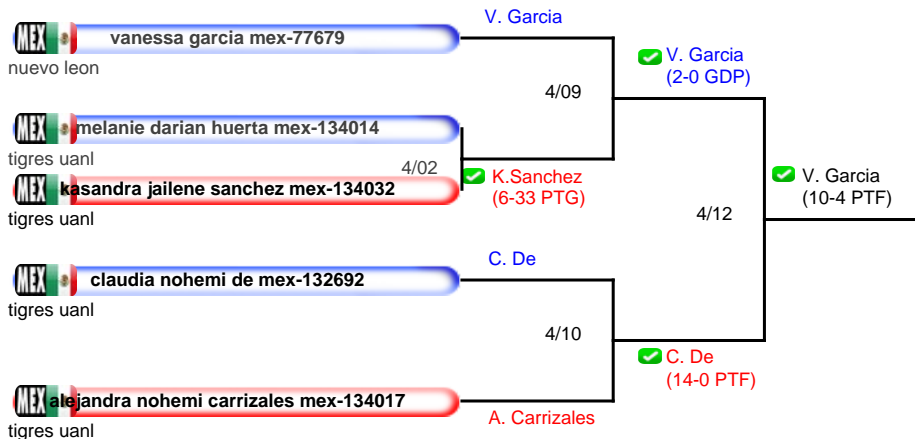 V. Garcia
MEX vanessa garcia mex-77679
nuevo leon
V. Garcia
(2-0 GDP)
4/09
MEX melanie darian huerta mex-134014
tigres uanl
4/02
K.Sanchez
(6-33 PTG)
V. Garcia
(10-4 PTF)
MEX kasandra jailene sanchez mex-134032
tigres uanl
4/12
C. De
MEX claudia nohemi de mex-132692
tigres uanl
4/10
C. De
(14-0 PTF)
MEX alejandra nohemi carrizales mex-134017
A. Carrizales
tigres uanl